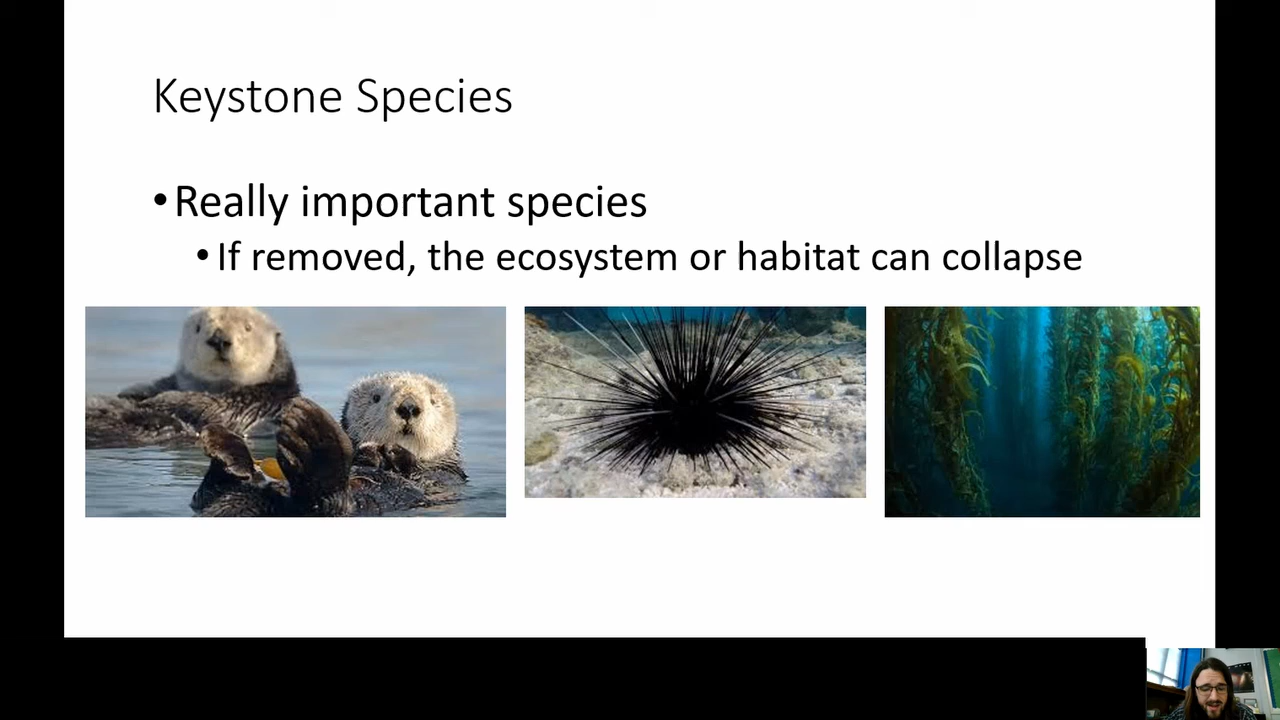 Keystone Species
•Really important species
•If removed, the ecosystem or habitat can collapse